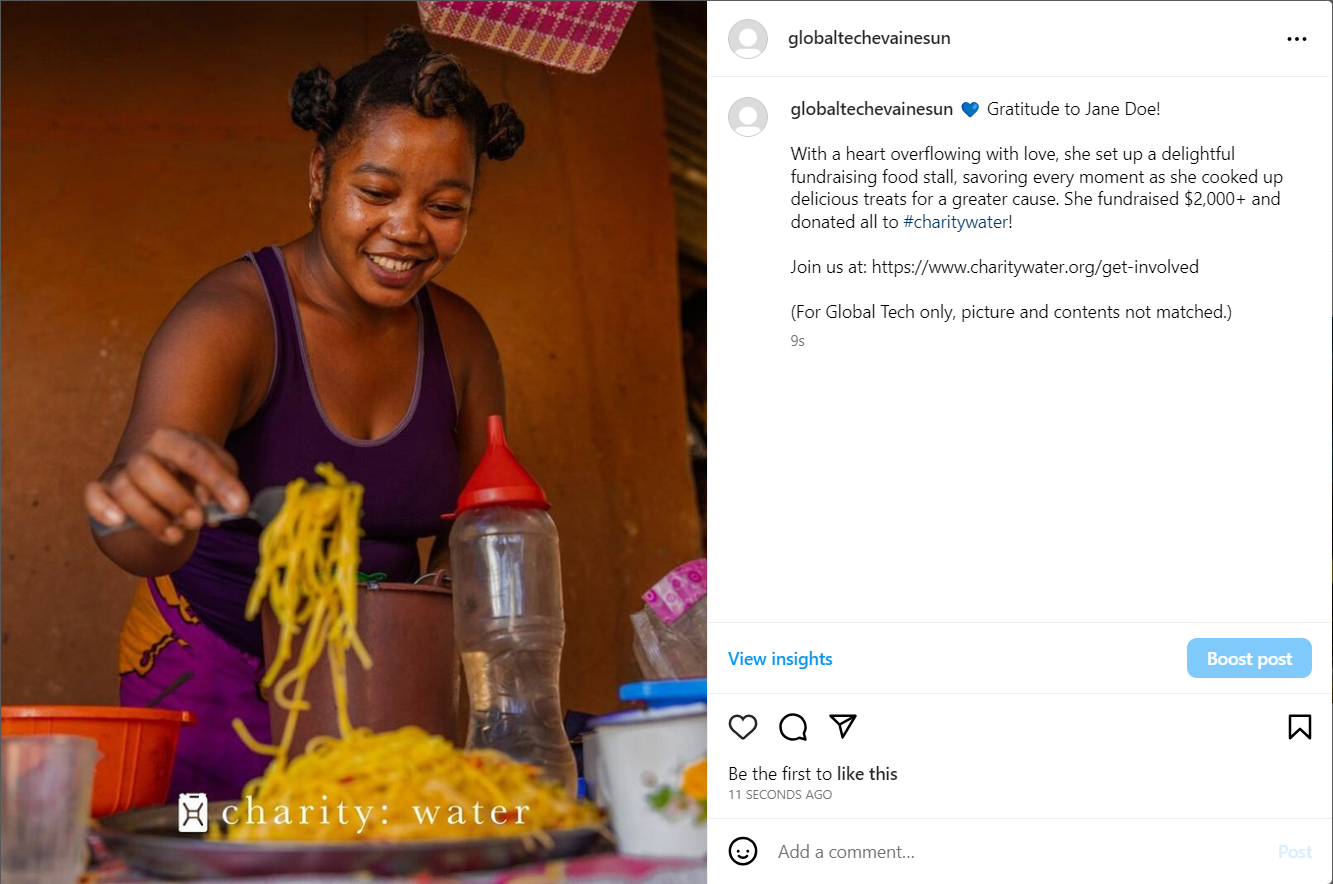 globaltechevainesun
globaltechevainesun 💙 Gratitude to Jane Doe!
With a heart overflowing with love, she set up a delightful
fundraising food stall, savoring every moment as she cooked up
delicious treats for a greater cause. She fundraised $2,000+ and
donated all to #charitywater!
Join us at: https://www.charitywater.org/get-involved
(For Global Tech only, picture and contents not matched.)
9s
View insights
Boost post
Be the first to like this
11 SECONDS AGO
Add a comment...
Post
charity: water